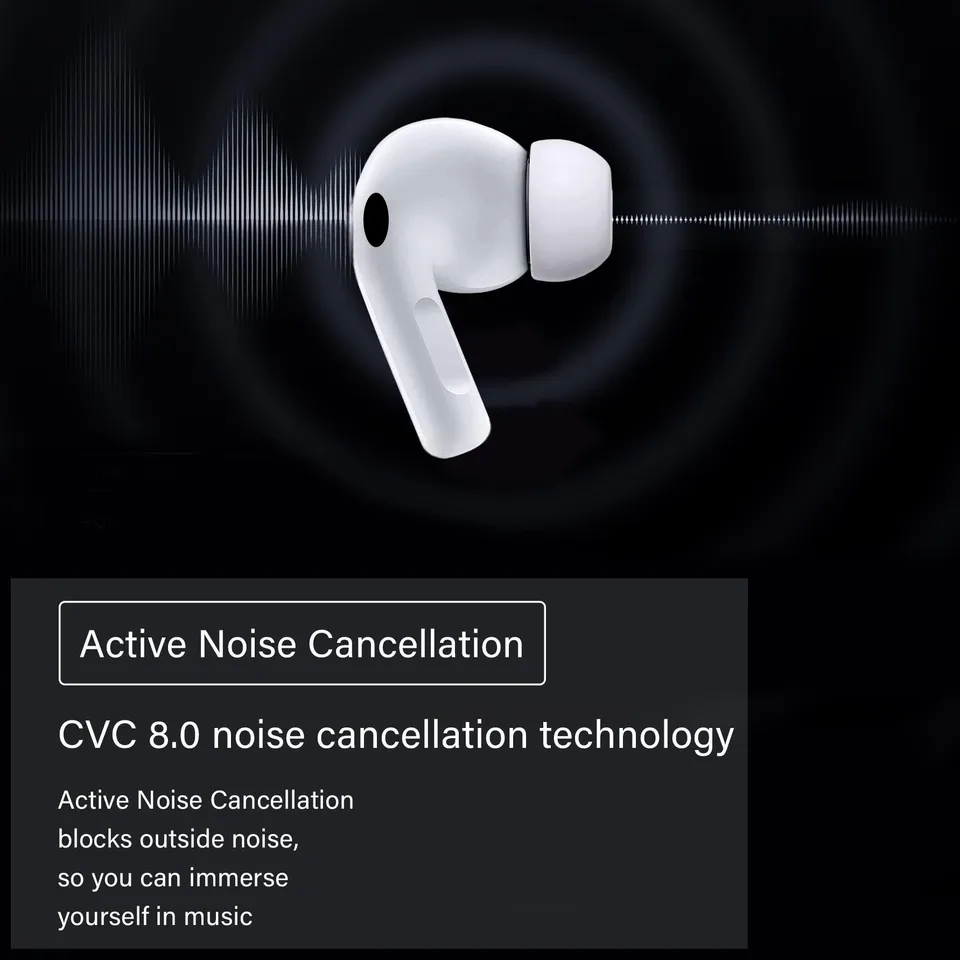 Active Noise Cancellation
CVC 8.0 noise cancellation technology
Active Noise Cancellation
blocks outside noise,
so you can immerse
yourself in music